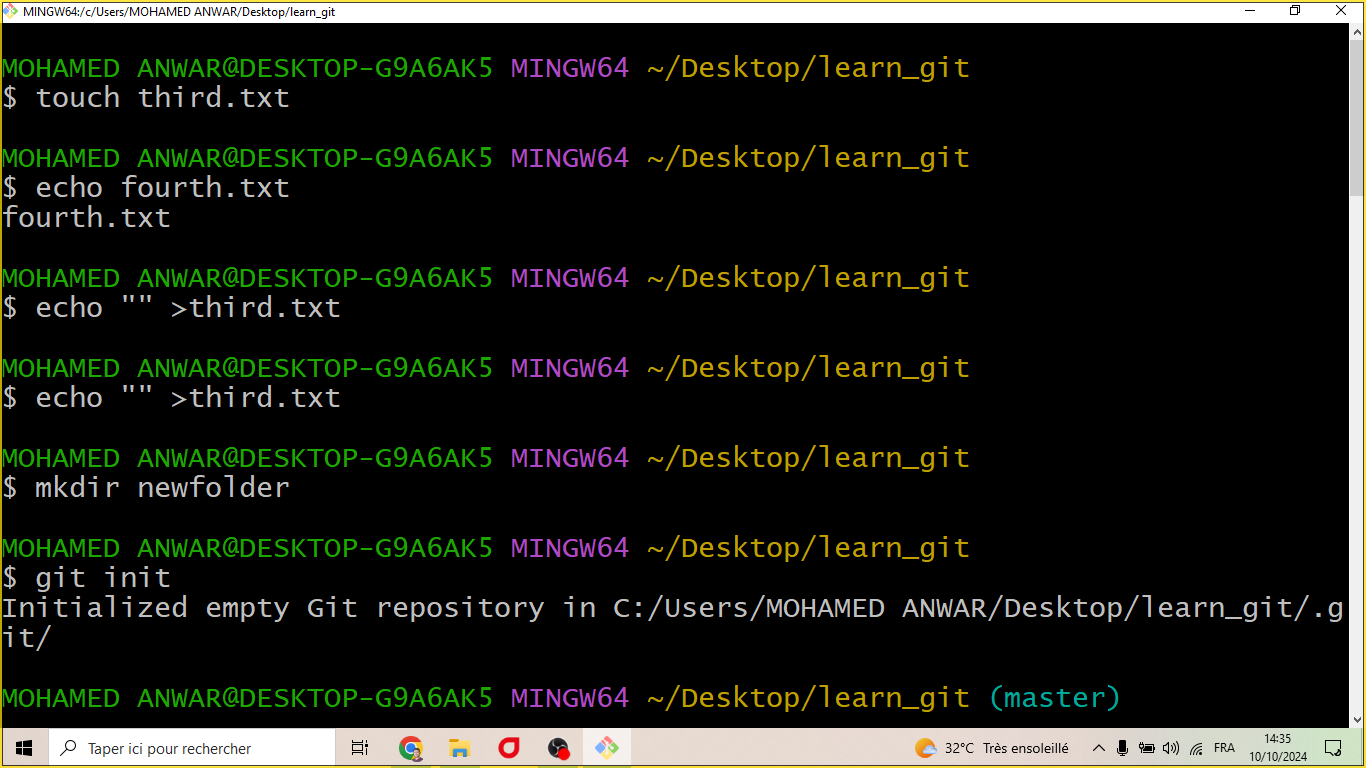 MINGW64:/c/Users/MOHAMED ANWAR/Desktop/learn_git
MOHAMED ANWAR@DESKTOP-G9A6AK5 MINGW64 ~/Desktop/learn_git
$ touch third.txt
MOHAMED ANWAR@DESKTOP-G9A6AK5 MINGW64 ~/Desktop/learn_git
$ echo fourth.txt
fourth.txt
MOHAMED ANWAR@DESKTOP-G9A6AK5 MINGW64 ~/Desktop/learn_git
$ echo "" >third.txt
MOHAMED ANWAR@DESKTOP-G9A6AK5 MINGW64 ~/Desktop/learn_git
$ echo "" >third.txt
MOHAMED ANWAR@DESKTOP-G9A6AK5 MINGW64 ~/Desktop/learn_git
$ mkdir newfolder
MOHAMED ANWAR@DESKTOP-G9A6AK5 MINGW64 ~/Desktop/learn_git
$ git init
Initialized empty Git repository in C:/Users/MOHAMED ANWAR/Desktop/learn_git/.g
it/
MOHAMED ANWAR@DESKTOP-G9A6AK5 MINGW64 ~/Desktop/learn_git (master)
Taper ici pour rechercher
32°C Très ensoleillé
FRA
14:35
10/10/2024